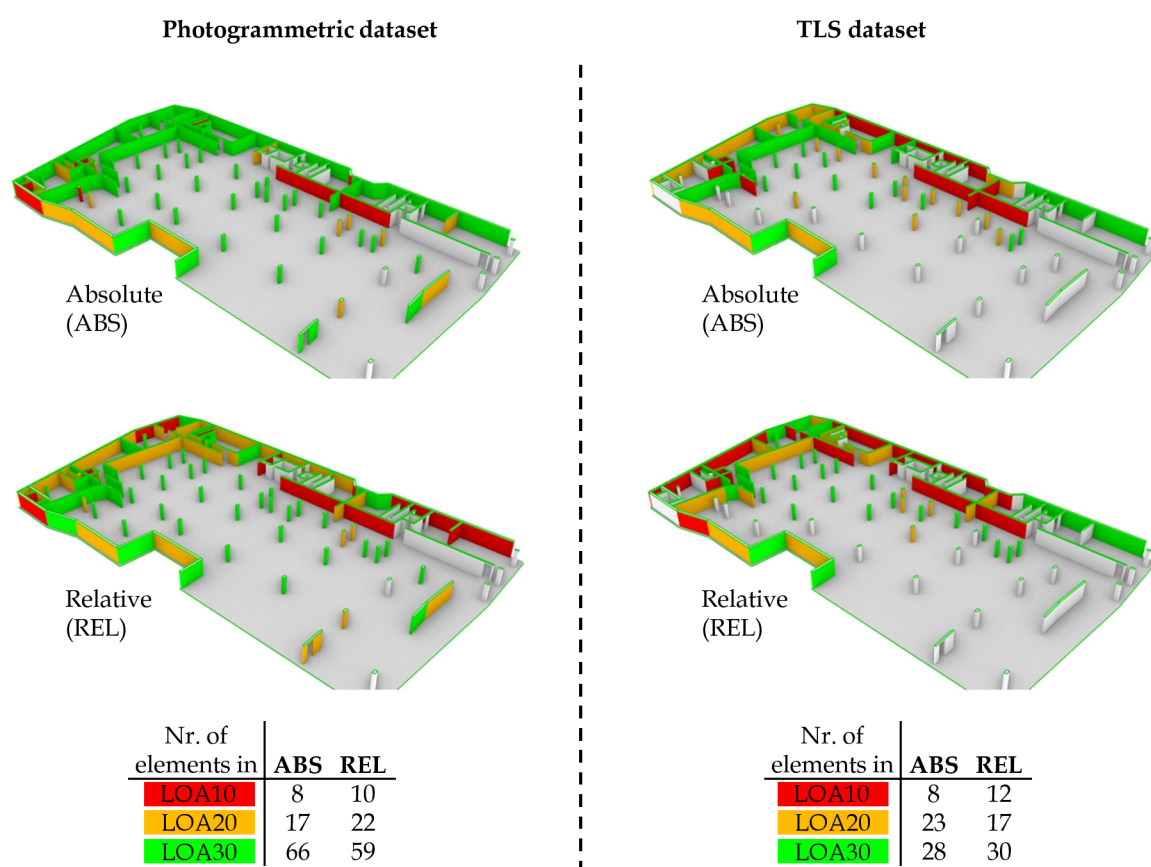 Photogrammetric dataset
TLS dataset
Absolute
(ABS)
Absolute
(ABS)
Relative
(REL)
Relative
(REL)
Nr. of
elements in ABS REL
LOA10 8 10
LOA20 17 22
LOA30 66 59
Nr. of
elements in ABS REL
LOA10 8 12
LOA20 23 17
LOA30 28 30